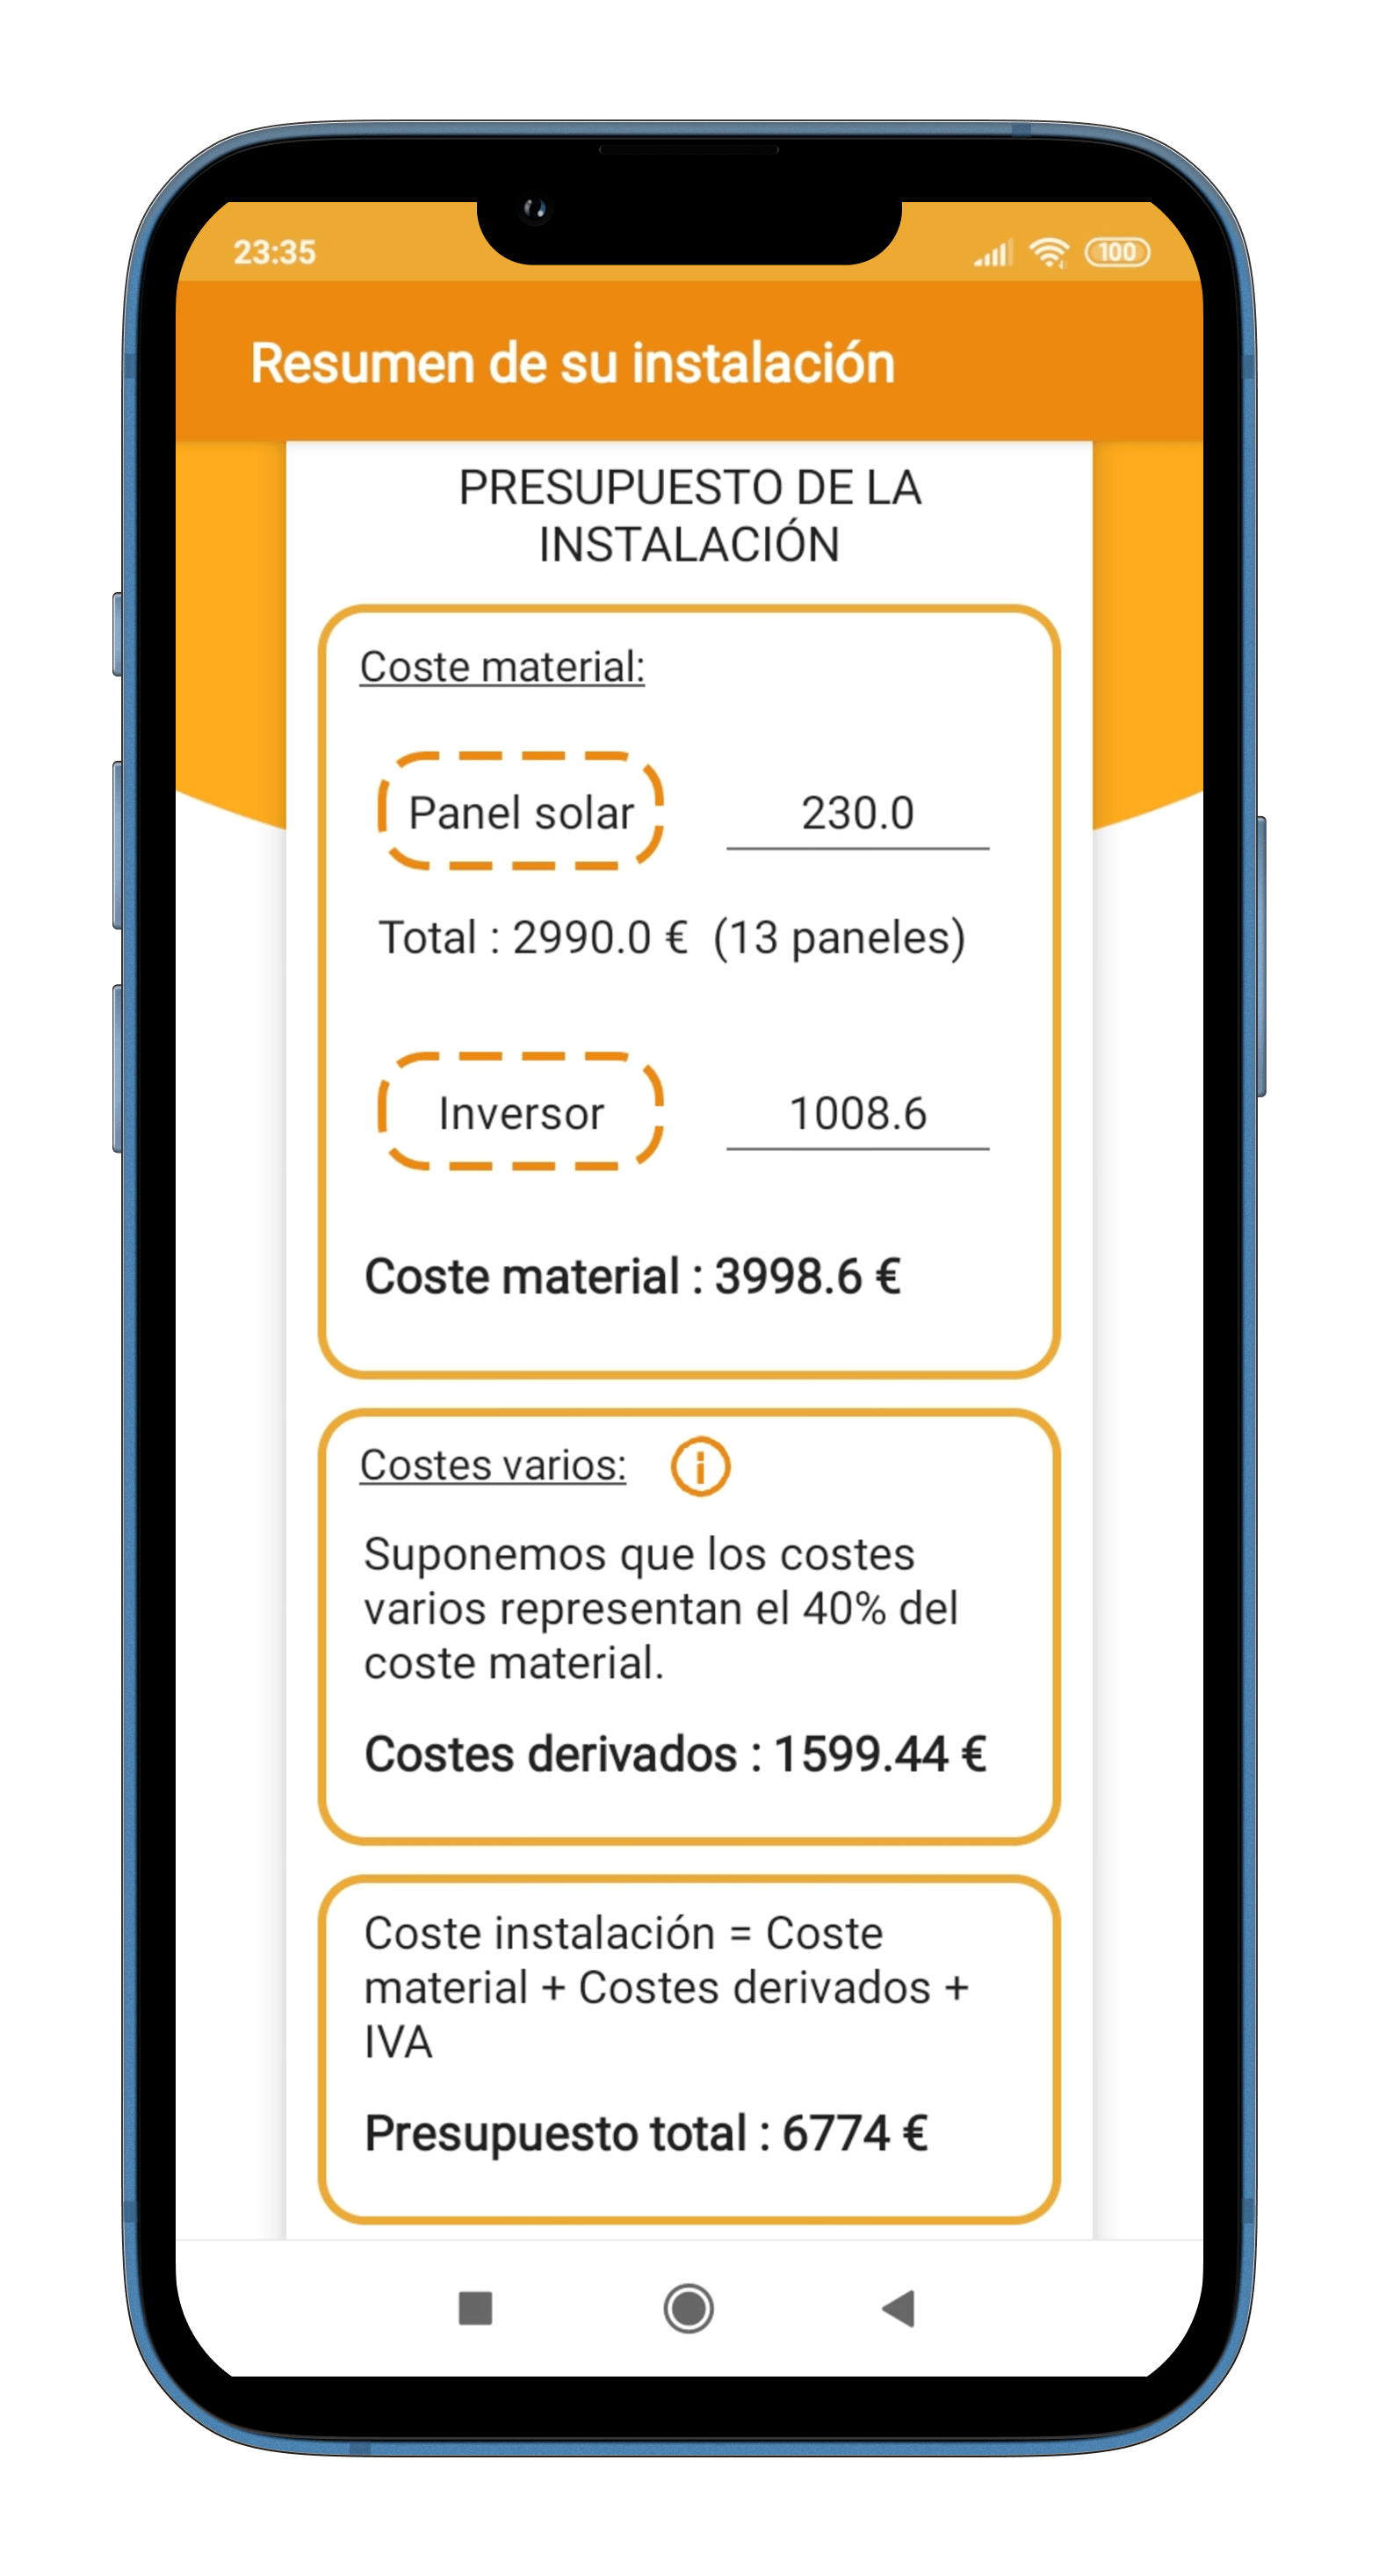 23:35
100
Resumen de su instalación
PRESUPUESTO DE LA
INSTALACIÓN
Coste material:
Panel solar
230.0
Total : 2990.0 € (13 paneles)
Inversor
1008.6
Coste material : 3998.6 €
Costes varios:
i
Suponemos que los costes
varios representan el 40% del
coste material.
Costes derivados : 1599.44 €
Coste instalación = Coste
material + Costes derivados +
IVA
Presupuesto total : 6774 €